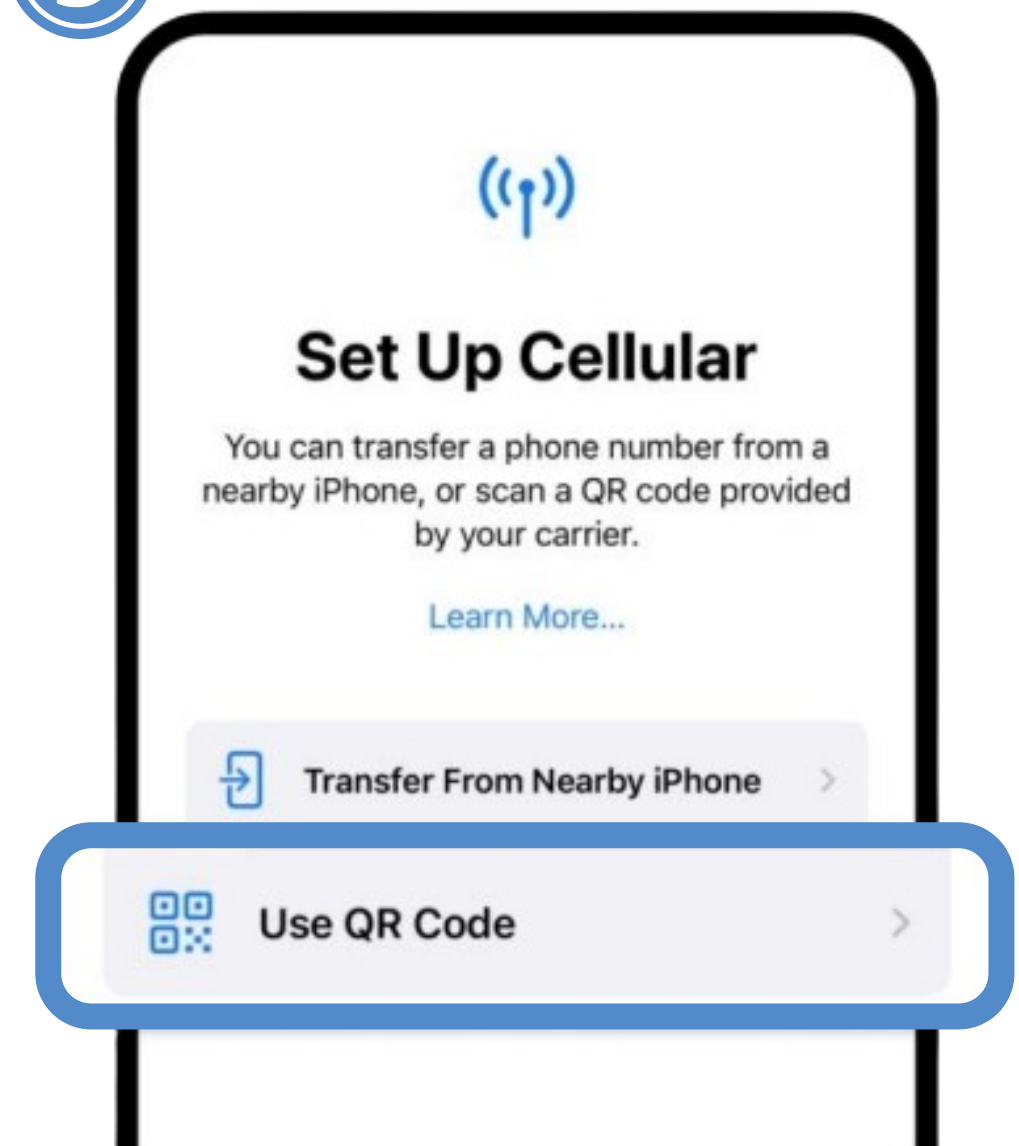 Set Up Cellular
You can transfer a phone number from a
nearby iPhone, or scan a QR code provided
by your carrier.
Learn More...
Transfer From Nearby iPhone
Use QR Code